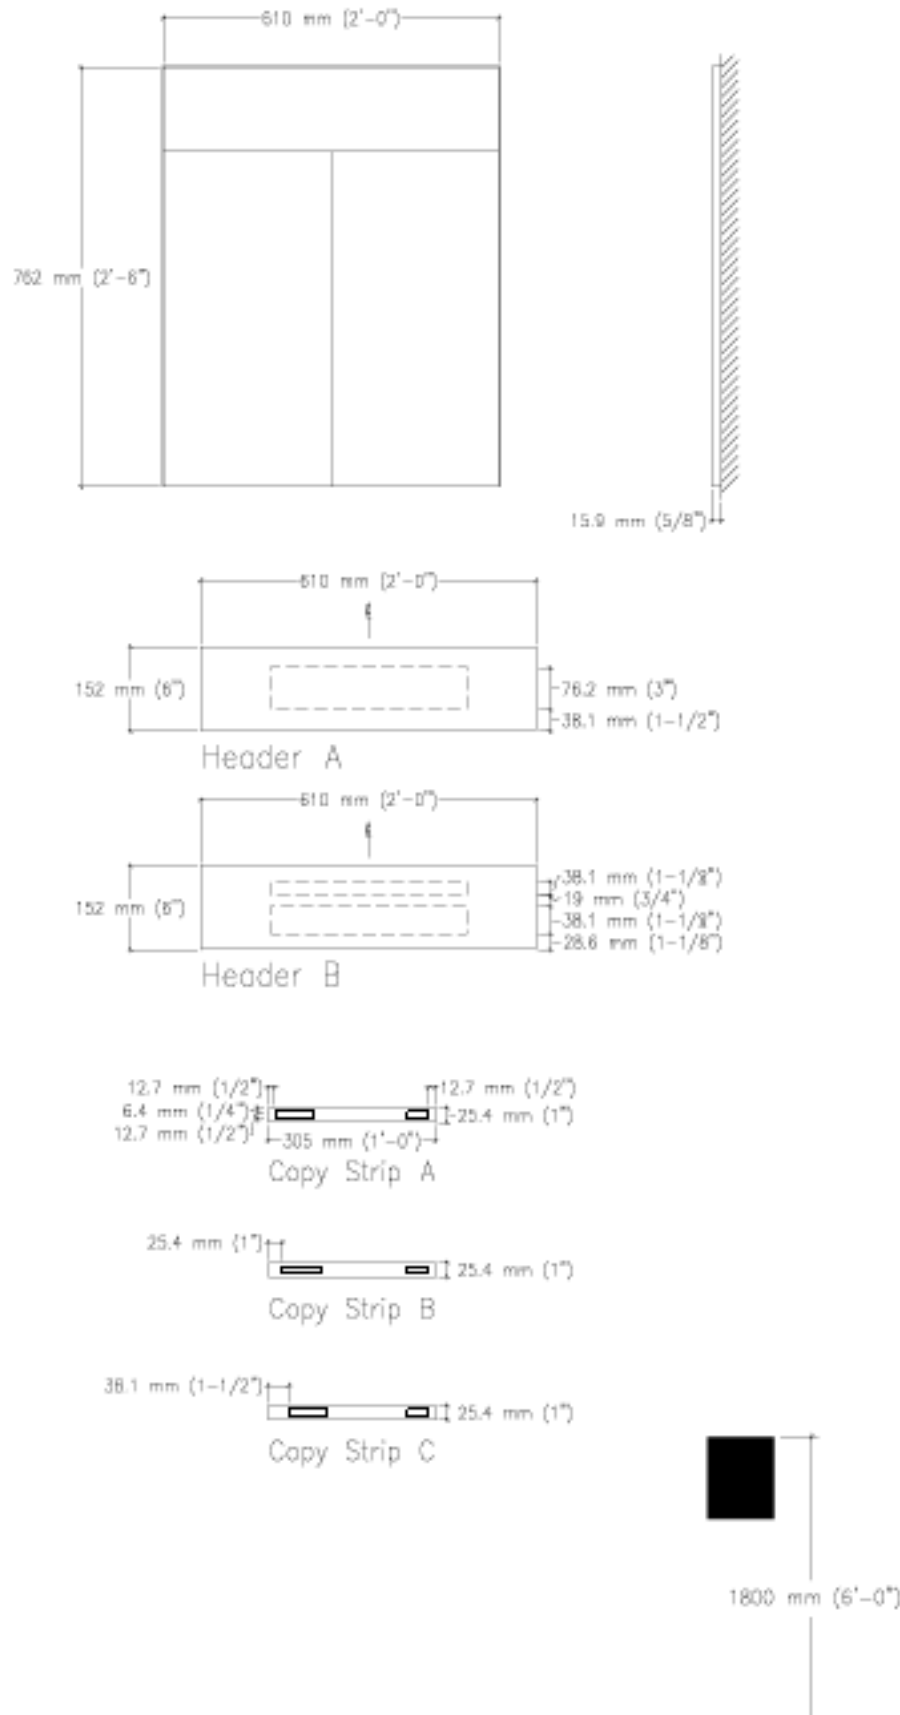 610 mm (2'-0")
762 mm (2'-6")
15.9 mm (5/8")
610 mm (2'-0")
152 mm (6")
76.2 mm (3")
38.1 mm (1-1/2")
Header A
610 mm (2'-0")
38.1 mm (1-1/2")
19 mm (3/4")
152 mm (6")
38.1 mm (1-1/2")
28.6 mm (1-1/8")
Header B
12.7 mm (1/2") 12.7 mm (1/2")
6.4 mm (1/4") 25.4 mm (1")
12.7 mm (1/2") 305 mm (1'-0")
Copy Strip A
25.4 mm (1")
25.4 mm (1")
Copy Strip B
38.1 mm (1-1/2")
25.4 mm (1")
Copy Strip C
1800 mm (6'-0")